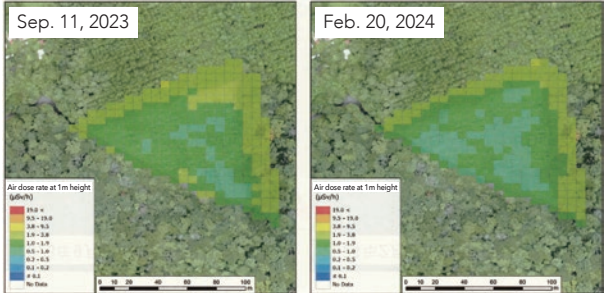 Sep. 11, 2023
Air dose rate at 1m height
(μSv/h)
19.0 <
9.5 - 19.0
3.8 - 9.5
1.9 - 3.8
1.0 - 1.9
0.5 - 1.0
0.2 - 0.5
0.1 - 0.2
≤ 0.1
No Data
0 10 20 40 60 80 100
m
Feb. 20, 2024
Air dose rate at 1m height
(μSv/h)
19.0 <
9.5 - 19.0
3.8 - 9.5
1.9 - 3.8
1.0 - 1.9
0.5 - 1.0
0.2 - 0.5
0.1 - 0.2
≤ 0.1
No Data
0 10 20 40 60 80 100
m